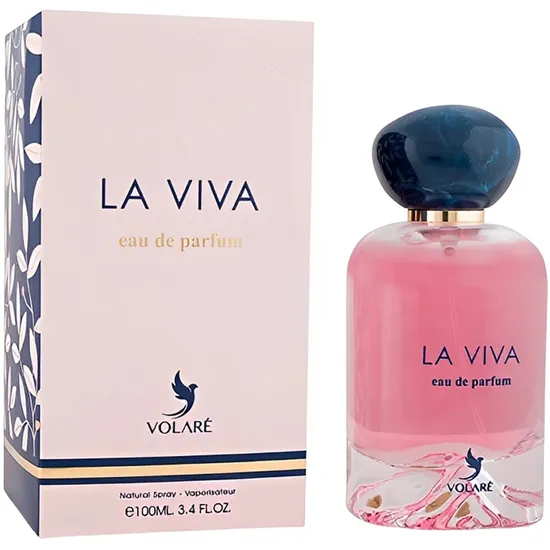 LA VIVA
eau de parfum
VOLARÉ
Natural Spray • Vaporisateur
℮100ML. 3.4 FL.OZ.
LA VIVA
eau de parfum
VOLARÉ